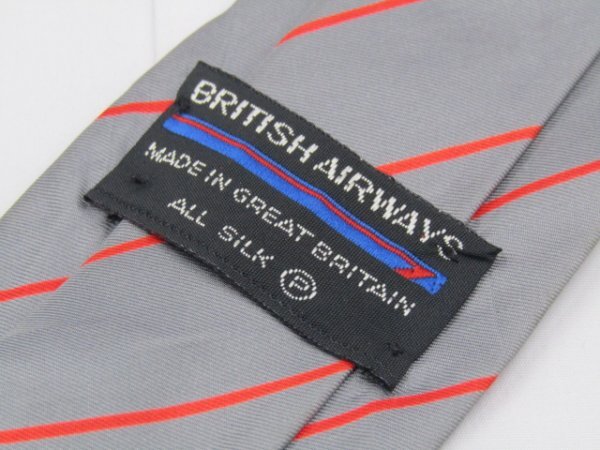 BRITISH AIRWAYS
MADE IN GREAT BRITAIN
ALL SILK Ⓟ